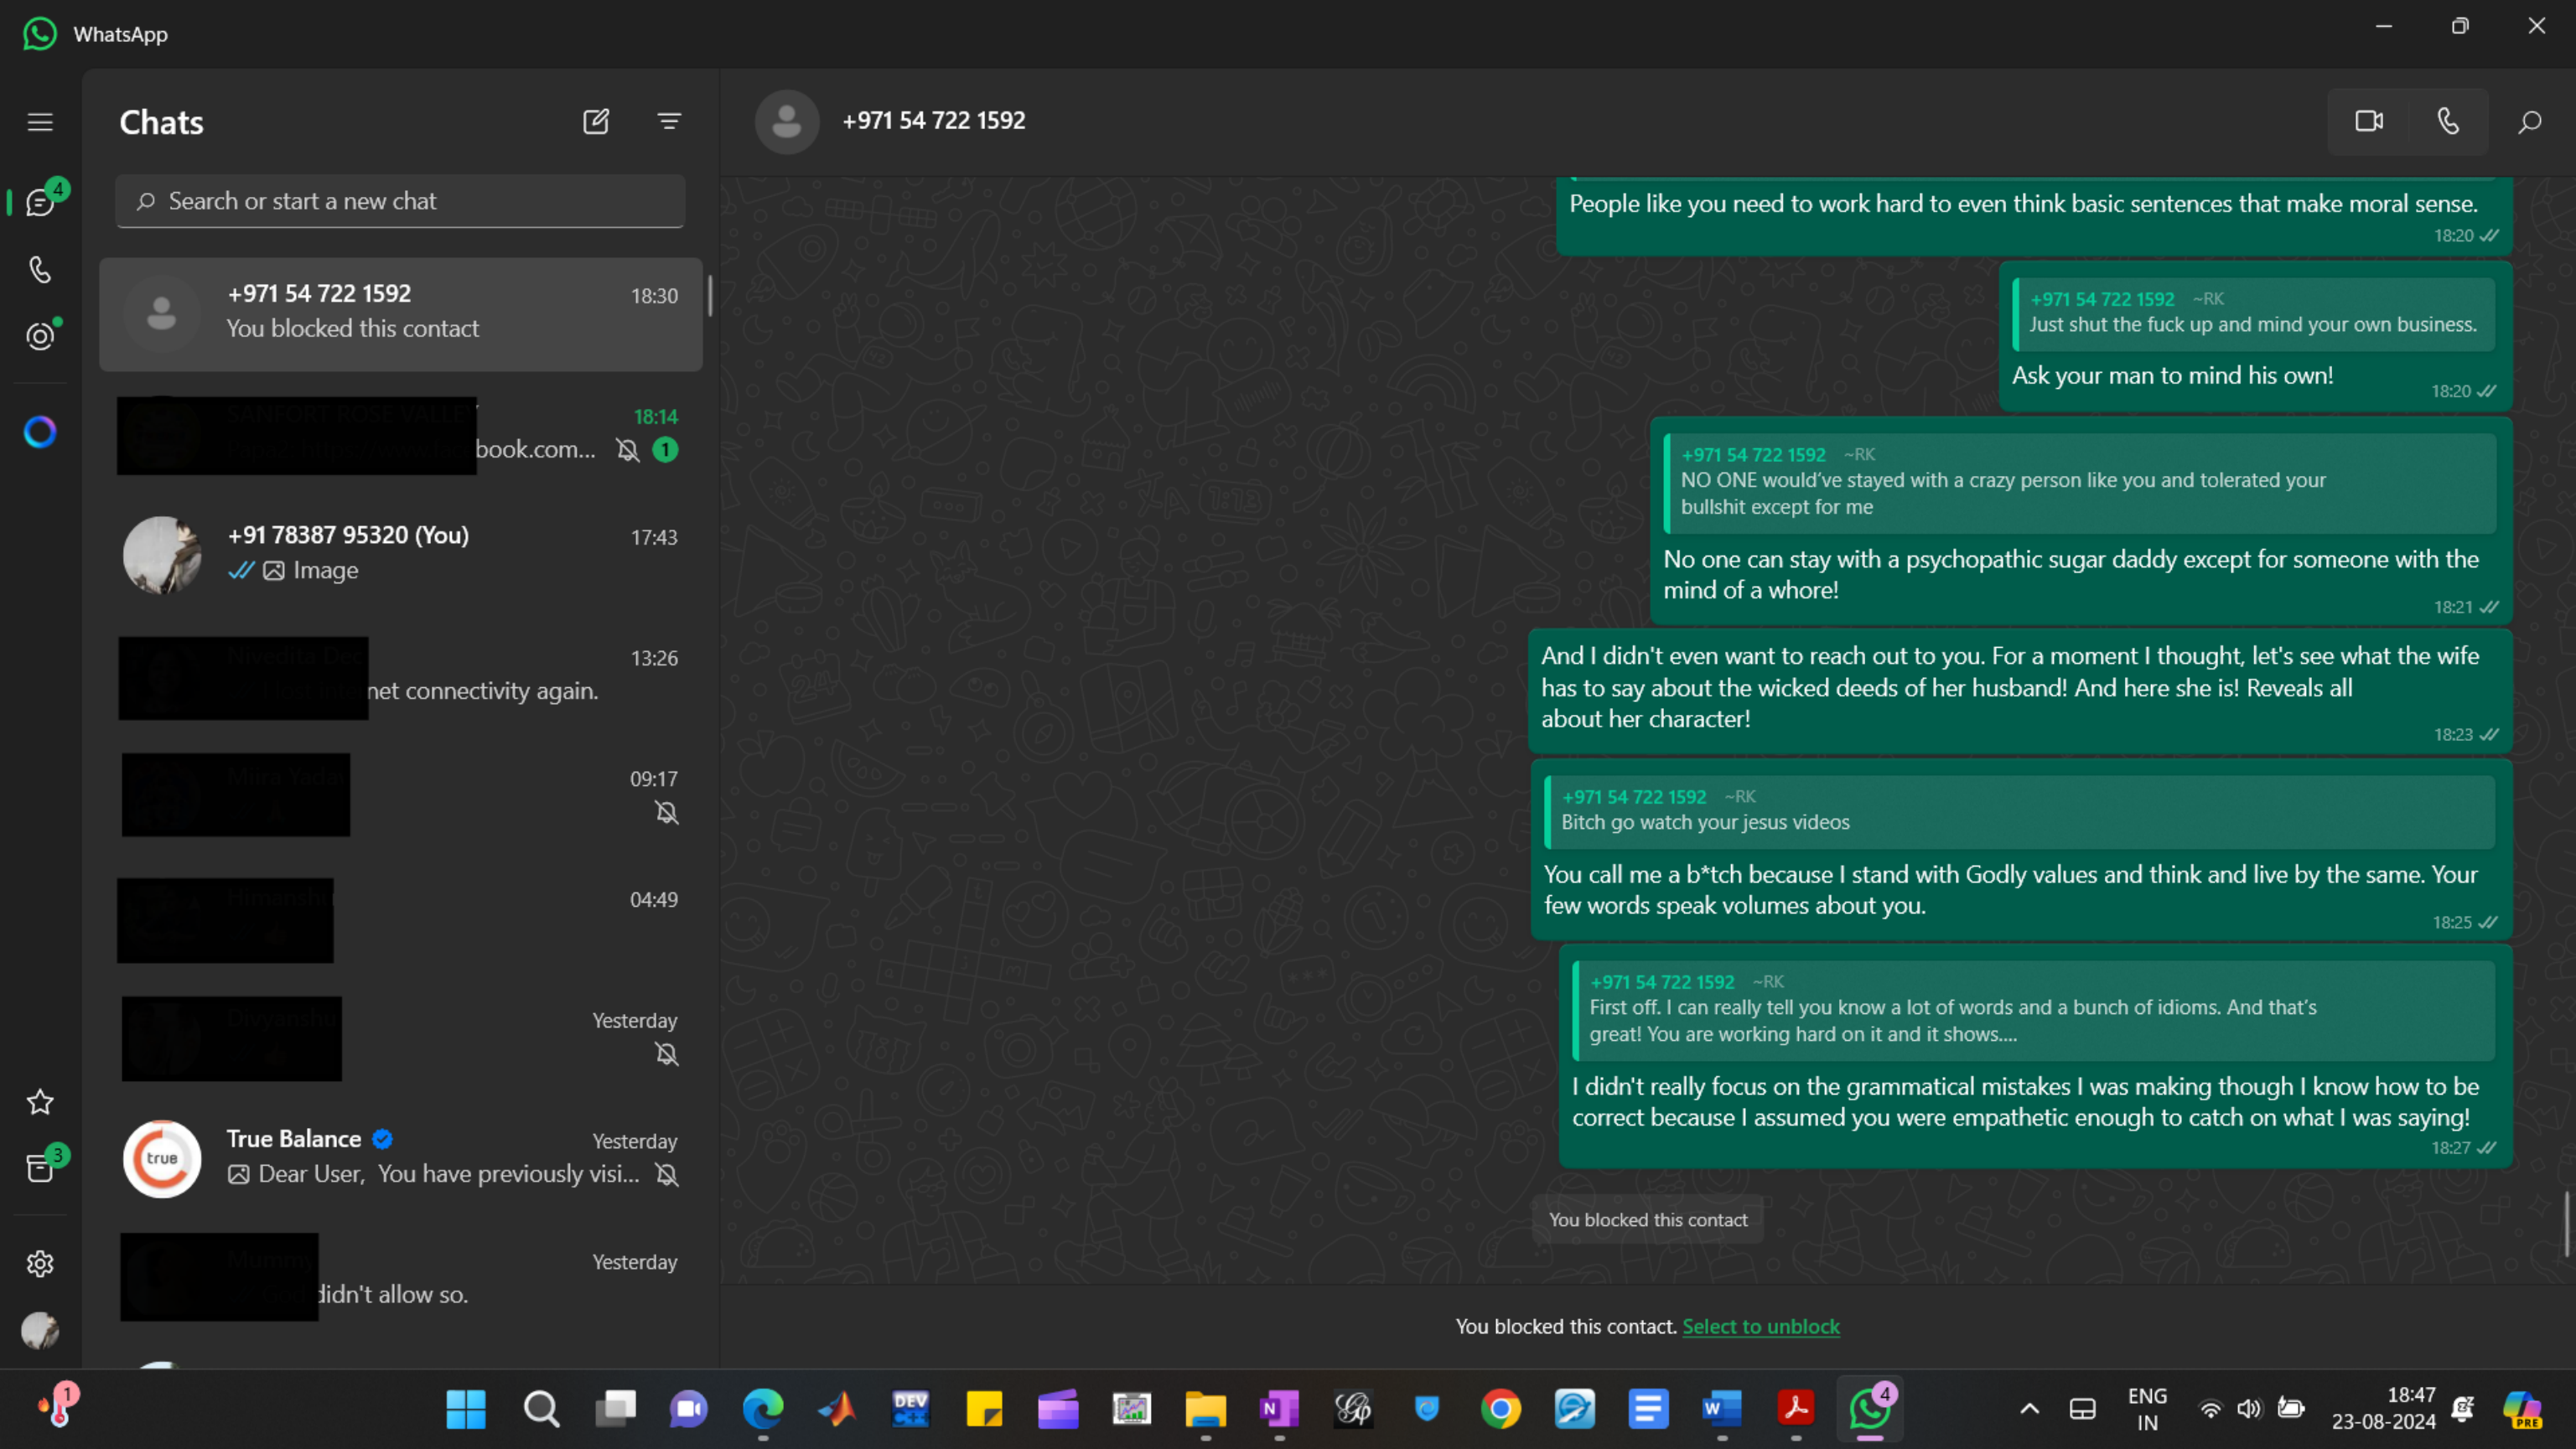 WhatsApp
Chats
Search or start a new chat
4
+971 54 722 1592
18:30
You blocked this contact
SANFORT ROSE VALLEY
18:14
book.com...
1
+91 78387 95320 (You)
17:43
Image
Nivedita
13:26
net connectivity again.
09:17
Himanshu
04:49
Divyanshu
Yesterday
true
True Balance
Yesterday
Dear User, You have previously visi...
3
Mummy
Yesterday
didn't allow so.
+971 54 722 1592
People like you need to work hard to even think basic sentences that make moral sense.
18:20
+971 54 722 1592 ~RK
Just shut the fuck up and mind your own business.
Ask your man to mind his own!
18:20
+971 54 722 1592 ~RK
NO ONE would've stayed with a crazy person like you and tolerated your
bullshit except for me
No one can stay with a psychopathic sugar daddy except for someone with the
mind of a whore!
18:21
And I didn't even want to reach out to you. For a moment I thought, let's see what the wife
has to say about the wicked deeds of her husband! And here she is! Reveals all
about her character!
18:23
+971 54 722 1592 ~RK
Bitch go watch your jesus videos
You call me a b*tch because I stand with Godly values and think and live by the same. Your
few words speak volumes about you.
18:25
+971 54 722 1592 ~RK
First off. I can really tell you know a lot of words and a bunch of idioms. And that's
great! You are working hard on it and it shows....
I didn't really focus on the grammatical mistakes I was making though I know how to be
correct because I assumed you were empathetic enough to catch on what I was saying!
18:27
You blocked this contact
You blocked this contact. Select to unblock
1
DEV
C++
N
W
4
ENG
IN
18:47
23-08-2024
PRE